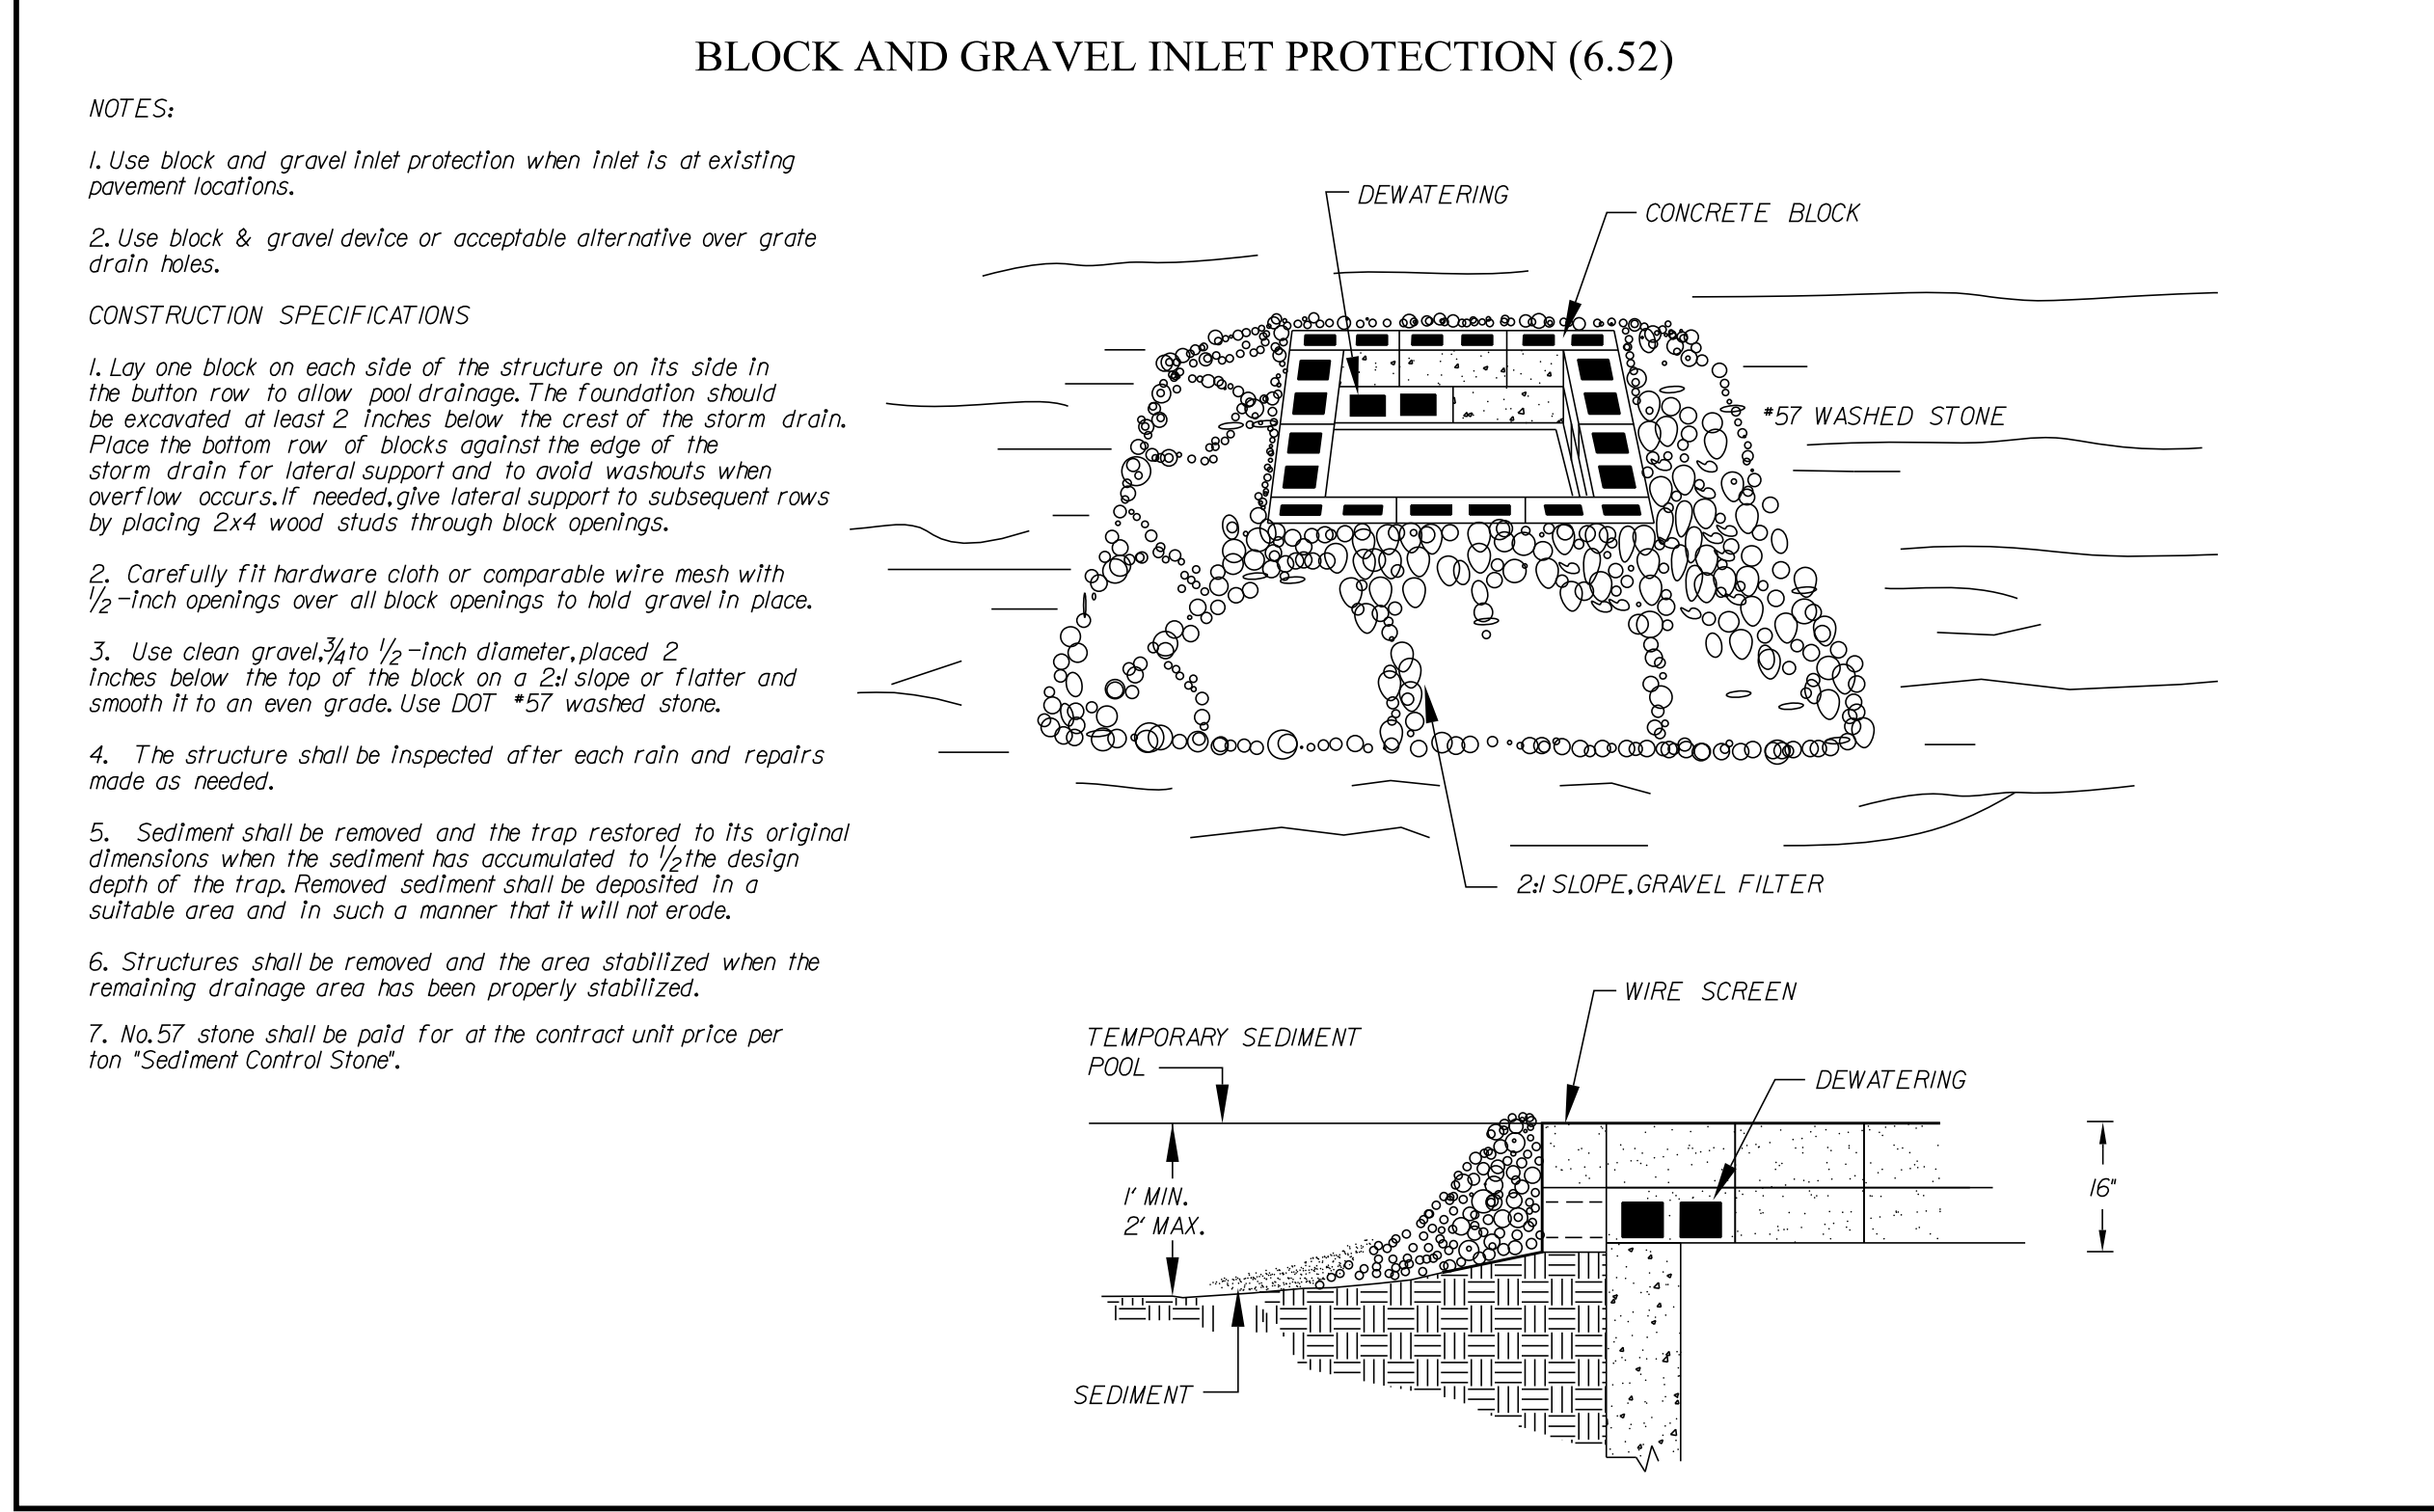 BLOCK AND GRAVEL INLET PROTECTION (6.52)
NOTES:
1. Use block and gravel inlet protection when inlet is at existing
pavement locations.
2. Use block & gravel device or acceptable alternative over grate
drain holes.
CONSTRUCTION SPECIFICATIONS
1. Lay one block on each side of the structure on its side in
the button row to allow pool drainage. The foundation should
be excavated at least 2 inches below the crest of the storm drain.
Place the bottom row of blocks against the edge of the
storm drain for lateral support and to avoid washouts when
overflow occurs. If needed, give lateral support to subsequent rows
by placing 2x4 wood studs through block openings.
2. Carefully fit hardware cloth or comparable wire mesh with
1/2 -inch openings over all block openings to hold gravel in place.
3. Use clean gravel, 3/4 to 1/2 -inch diameter, placed 2
inches below the top of the block on a 2:1 slope or flatter and
smooth it to an even grade. Use DOT #57 washed stone.
4. The structure shall be inspected after each rain and repairs
made as needed.
5. Sediment shall be removed and the trap restored to its original
dimensions when the sediment has accumulated to 1/2 the design
depth of the trap. Removed sediment shall be deposited in a
suitable area and in such a manner that it will not erode.
6. Structures shall be removed and the area stabilized when the
remaining drainage area has been properly stabilized.
7. No. 57 stone shall be paid for at the contract unit price per
ton "Sediment Control Stone".
DEWATERING
CONCRETE BLOCK
#57 WASHED STONE
2:1 SLOPE, GRAVEL FILTER
WIRE SCREEN
TEMPORARY SEDIMENT
POOL
DEWATERING
1' MIN.
2' MAX.
16"
SEDIMENT